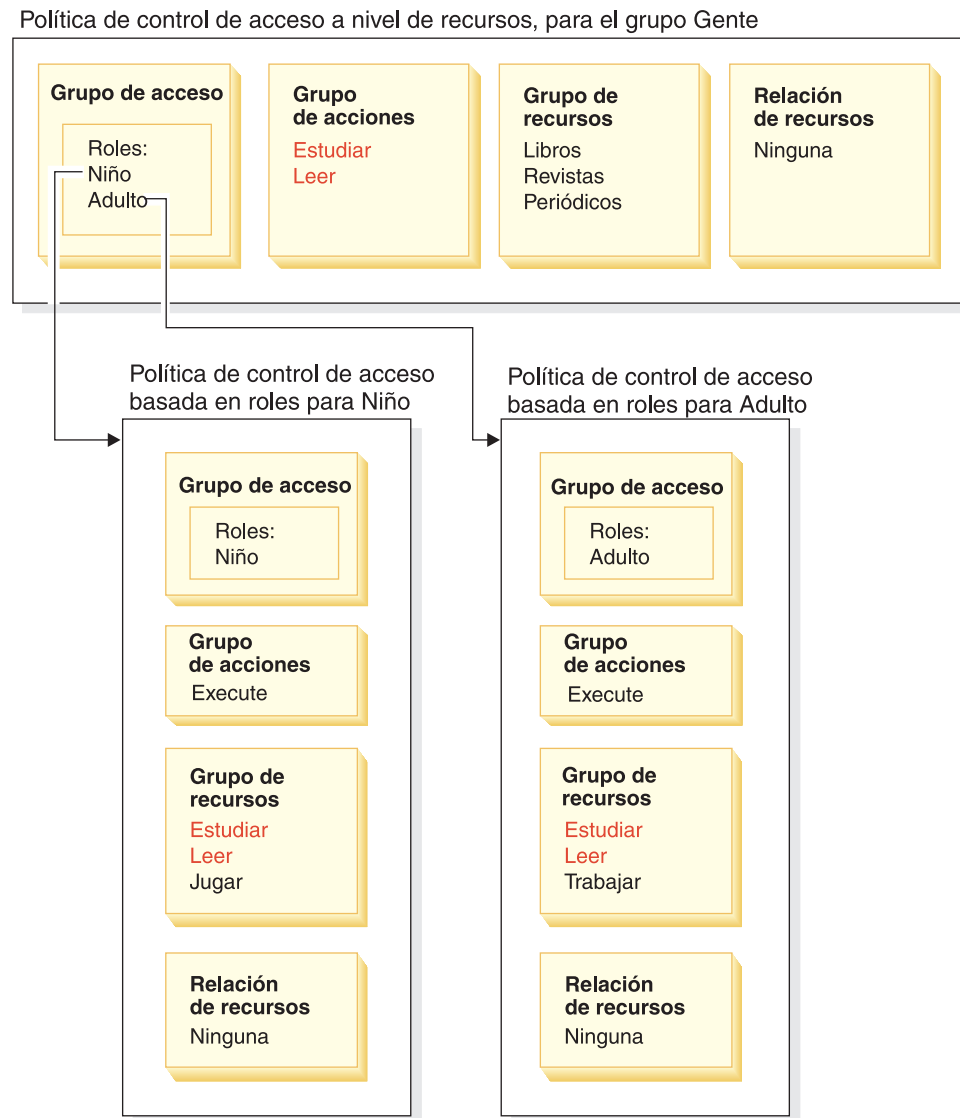 Política de control de acceso a nivel de recursos, para el grupo Gente
Grupo de acceso
Roles:
Niño
Adulto
Grupo
de acciones
Estudiar
Leer
Grupo de
recursos
Libros
Revistas
Periódicos
Relación
de recursos
Ninguna
Política de control de acceso
basada en roles para Niño
Grupo de acceso
Roles:
Niño
Grupo
de acciones
Execute
Grupo de
recursos
Estudiar
Leer
Jugar
Relación
de recursos
Ninguna
Política de control de acceso
basada en roles para Adulto
Grupo de acceso
Roles:
Adulto
Grupo
de acciones
Execute
Grupo de
recursos
Estudiar
Leer
Trabajar
Relación
de recursos
Ninguna